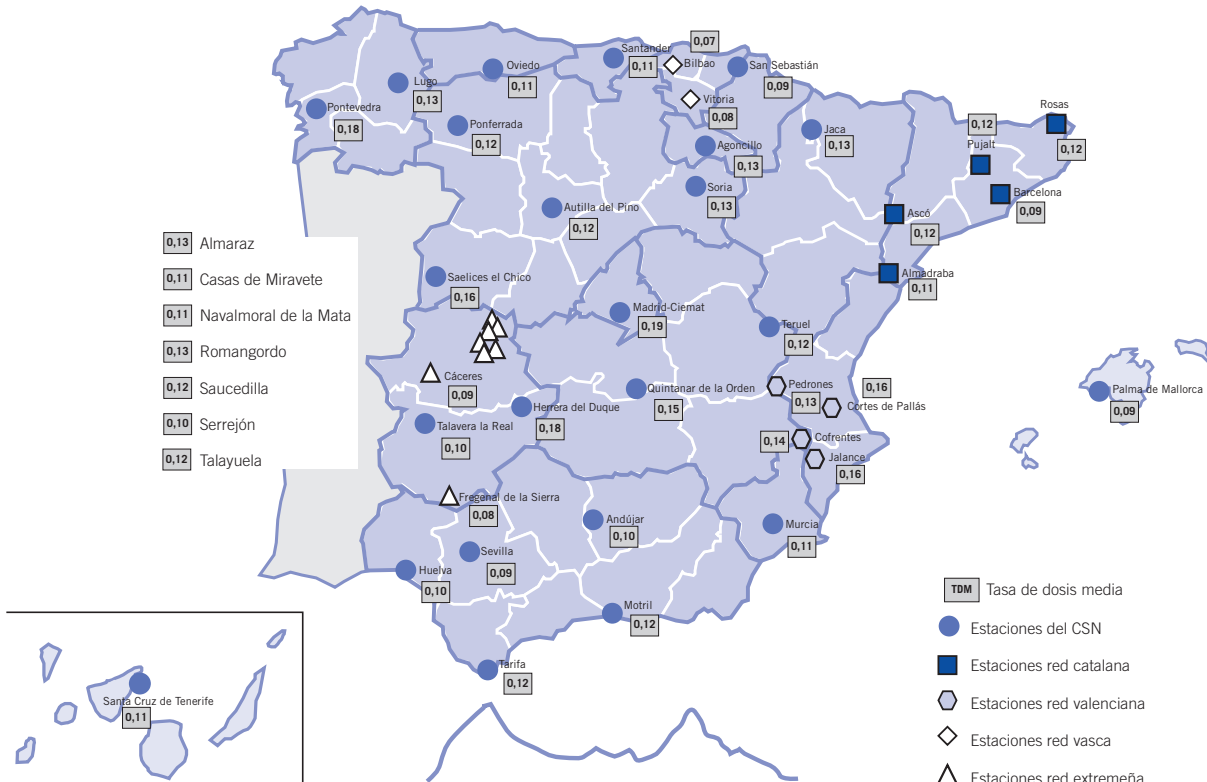 0,07
Santander
0,11
Bilbao
San Sebastián
0,09
Oviedo
0,11
Lugo
0,13
Pontevedra
0,18
Ponferrada
0,12
Vitoria
0,08
Agoncillo
0,13
Jaca
0,13
Rosas
0,12
0,12
Pujalt
Barcelona
0,09
Soria
0,13
Autilla del Pino
0,12
Ascó
0,12
Almadraba
0,11
0,13 Almaraz
0,11 Casas de Miravete
0,11 Navalmoral de la Mata
0,13 Romangordo
0,12 Saucedilla
0,10 Serrejón
0,12 Talayuela
Saelices el Chico
0,16
Madrid-Ciemat
0,19
Teruel
0,12
Cáceres
0,09
Quintanar de la Orden
0,15
Pedrones
0,13
0,16
Cortes de Pallás
Palma de Mallorca
0,09
Herrera del Duque
0,18
Talavera la Real
0,10
0,14
Cofrentes
Jalance
0,16
Fregenal de la Sierra
0,08
Andújar
0,10
Murcia
0,11
Sevilla
0,09
Huelva
0,10
Motril
0,12
Tarifa
0,12
Santa Cruz de Tenerife
0,11
TDM Tasa de dosis media
Estaciones del CSN
Estaciones red catalana
Estaciones red valenciana
Estaciones red vasca
Estaciones red extremeña